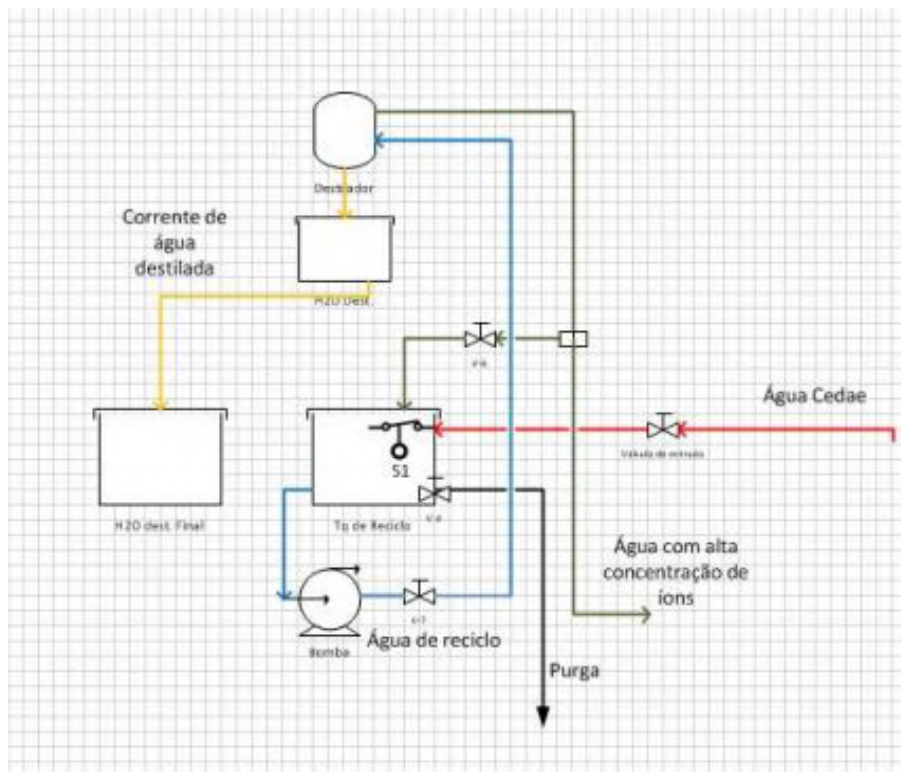 Destilador
Corrente de
água
destilada
H2O Dest.
Água Cedae
Válvula de entrada
S1
H2O dest. Final
Tq de Reciclo
Água com alta
concentração de
íons
Água de reciclo
Bomba
Purga